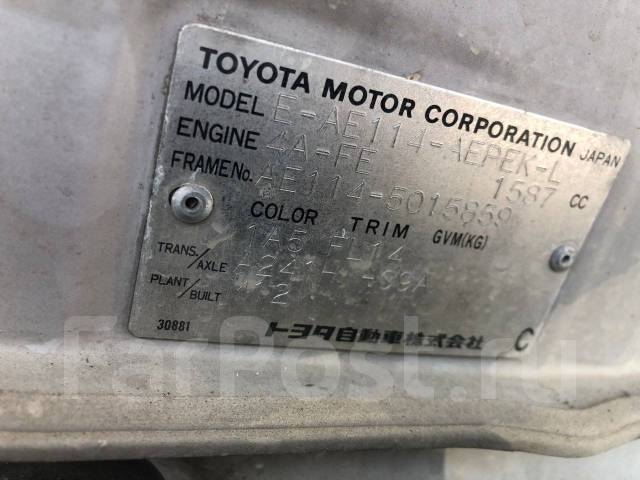 TOYOTA MOTOR CORPORATION JAPAN
MODEL E-AE114-AEPEK-L
ENGINE 4A-FE 1587 CC
FRAME No. AE114-5015859
COLOR TRIM GVM(KG)
1A5 FL14
TRANS./AXLE
PLANT/BUILT
30881 トヨタ自動車株式会社 C
FarPost.ru